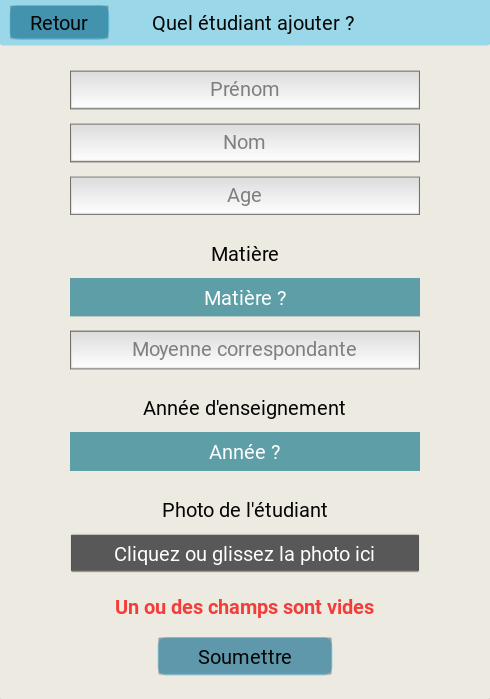 Retour
Quel étudiant ajouter ?
Prénom
Nom
Age
Matière
Matière ?
Moyenne correspondante
Année d'enseignement
Année ?
Photo de l'étudiant
Cliquez ou glissez la photo ici
Un ou des champs sont vides
Soumettre